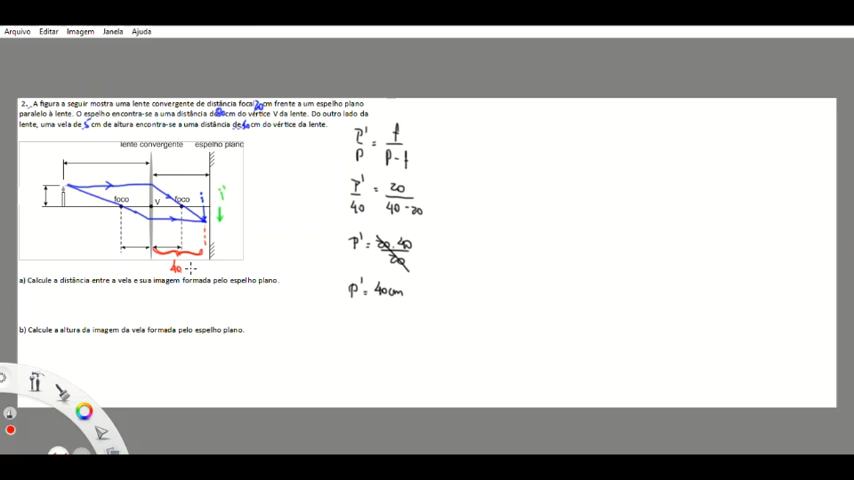 Arquivo Editar Imagem Janela Ajuda
2. A figura a seguir mostra uma lente convergente de distância focal 20 cm frente a um espelho plano
paralelo à lente. O espelho encontra-se a uma distância de cm do vértice V da lente. Do outro lado da
lente, uma vela de 5 cm de altura encontra-se a uma distância de 40 cm do vértice da lente.
lente convergente espelho plano
foco V foco i i'
40
a) Calcule a distância entre a vela e sua imagem formada pelo espelho plano.
b) Calcule a altura da imagem da vela formada pelo espelho plano.
P'/P = f/P-f
P'/40 = 20/40-20
P' = 20.40/20
P' = 40cm